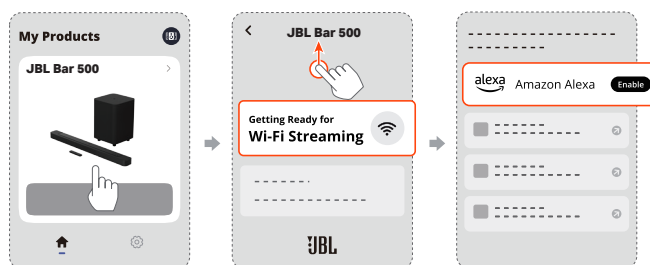 My Products
JBL Bar 500
JBL Bar 500
Getting Ready for
Wi-Fi Streaming
JBL
alexa
Amazon Alexa
Enable